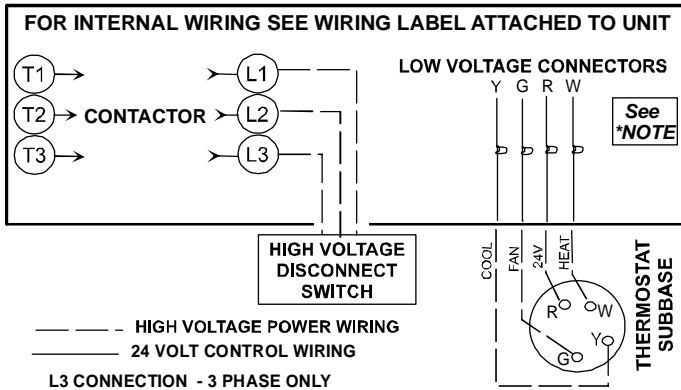 FOR INTERNAL WIRING SEE WIRING LABEL ATTACHED TO UNIT
T1
L1
T2
CONTACTOR
L2
T3
L3
LOW VOLTAGE CONNECTORS
Y G R W
See
*NOTE
HIGH VOLTAGE
DISCONNECT
SWITCH
COOL
FAN
24V
HEAT
R
W
Y
G
THERMOSTAT
SUBBASE
HIGH VOLTAGE POWER WIRING
24 VOLT CONTROL WIRING
L3 CONNECTION - 3 PHASE ONLY